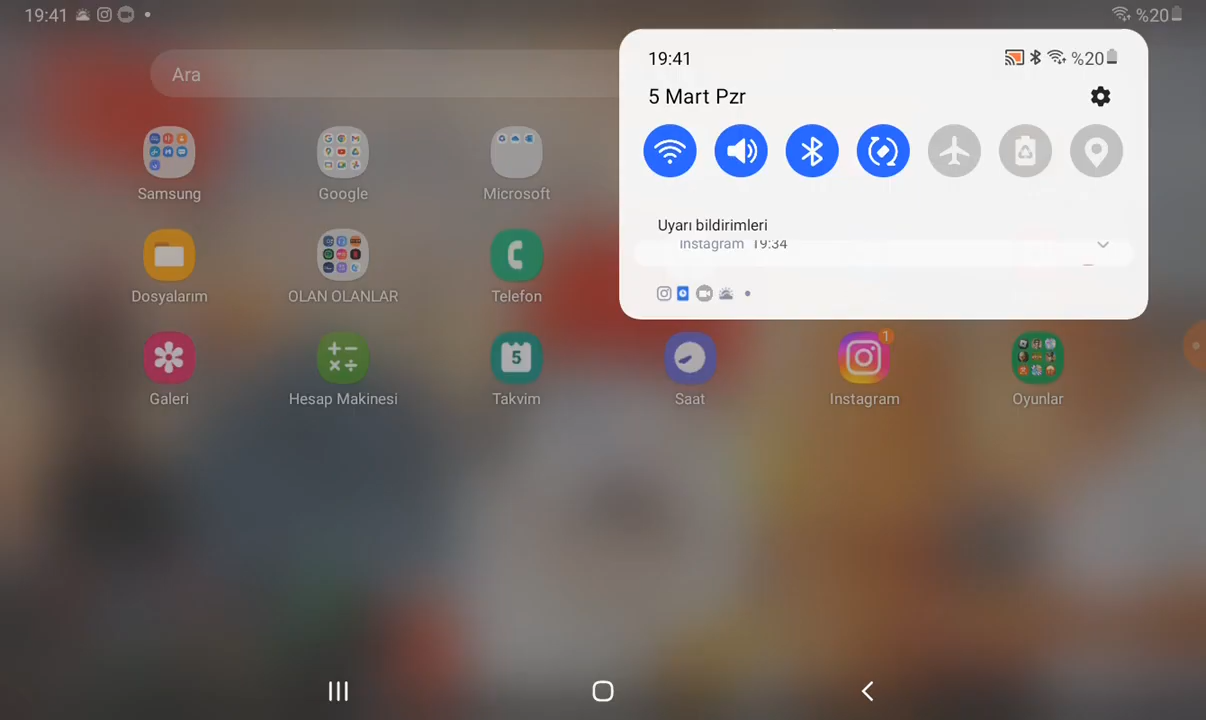 19:41
%20
Ara
19:41
%20
5 Mart Pzr
Uyarı bildirimleri
Instagram 19:34
Samsung
Google
Microsoft
Dosyalarım
OLAN OLANLAR
Telefon
5
1
Galeri
Hesap Makinesi
Takvim
Saat
Instagram
Oyunlar